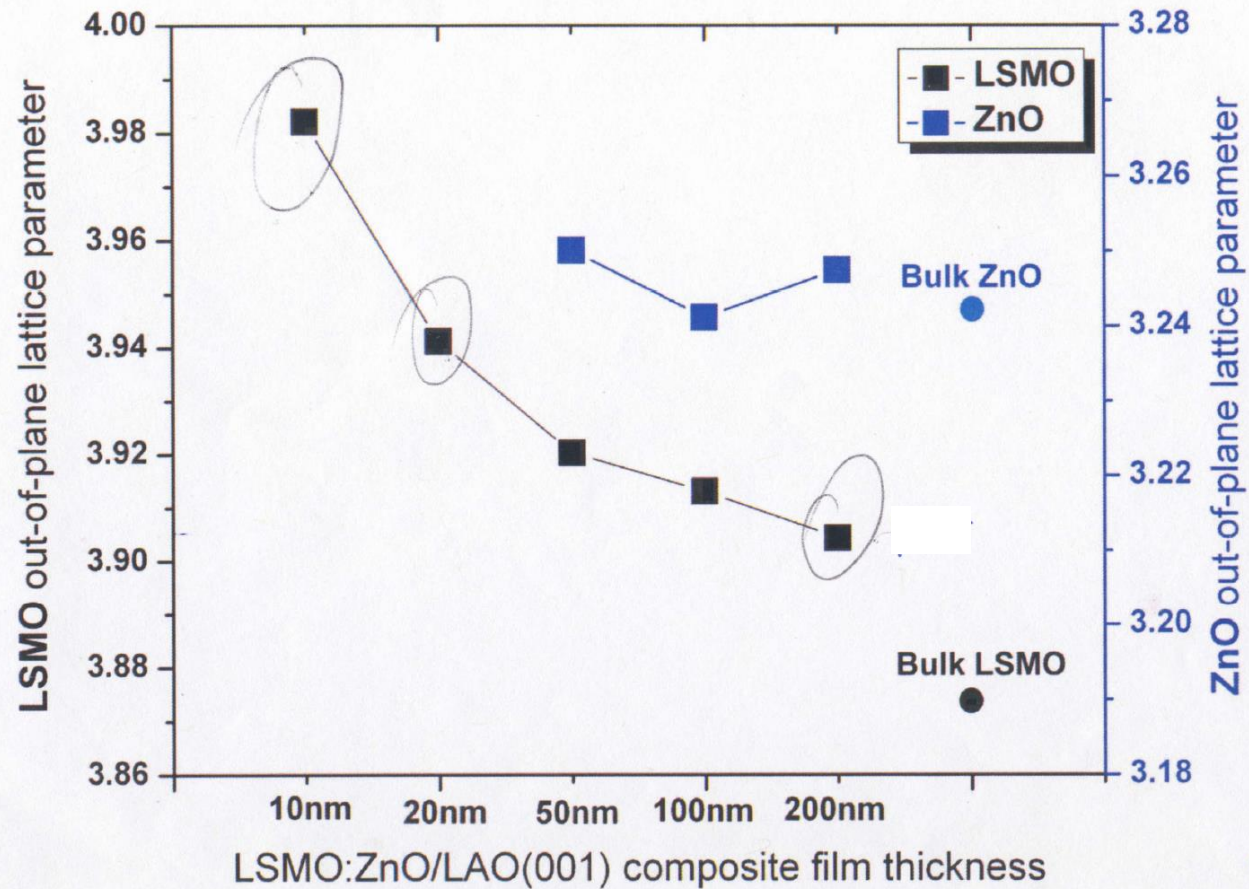 4.00
3.98
3.96
3.94
3.92
3.90
3.88
3.86
LSMO out-of-plane lattice parameter
3.28
3.26
3.24
3.22
3.20
3.18
ZnO out-of-plane lattice parameter
LSMO
ZnO
Bulk ZnO
Bulk LSMO
10nm 20nm 50nm 100nm 200nm
LSMO:ZnO/LAO(001) composite film thickness